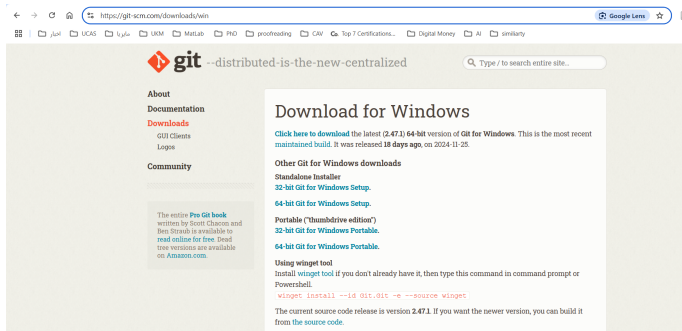 https://git-scm.com/downloads/win
Google Lens
اخبار
UCAS
مايزيا
UKM
MatLab
PhD
proofreading
CAV
Top 7 Certifications...
Digital Money
AI
similiarty
git --distributed-is-the-new-centralized
Type / to search entire site...
About
Documentation
Downloads
GUI Clients
Logos
Community
The entire Pro Git book
written by Scott Chacon and
Ben Straub is available to
read online for free. Dead
tree versions are available
on Amazon.com.
Download for Windows
Click here to download the latest (2.47.1) 64-bit version of Git for Windows. This is the most recent
maintained build. It was released 18 days ago, on 2024-11-25.
Other Git for Windows downloads
Standalone Installer
32-bit Git for Windows Setup.
64-bit Git for Windows Setup.
Portable ("thumbdrive edition")
32-bit Git for Windows Portable.
64-bit Git for Windows Portable.
Using winget tool
Install winget tool if you don't already have it, then type this command in command prompt or
Powershell.
winget install --id Git.Git -e --source winget
The current source code release is version 2.47.1. If you want the newer version, you can build it
from the source code.